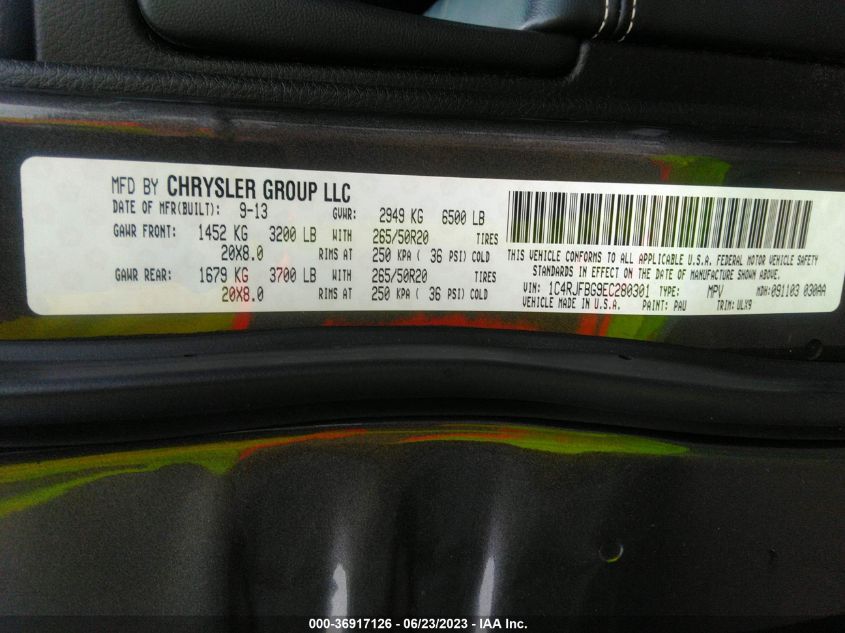 MFD BY CHRYSLER GROUP LLC
DATE OF MFR(BUILT): 9-13 GVWR: 2949 KG 6500 LB
GAWR FRONT: 1452 KG 3200 LB WITH 265/50R20 TIRES
20X8.0 RIMS AT 250 KPA ( 36 PSI) COLD
GAWR REAR: 1679 KG 3700 LB WITH 265/50R20 TIRES
20X8.0 RIMS AT 250 KPA ( 36 PSI) COLD
THIS VEHICLE CONFORMS TO ALL APPLICABLE U.S.A. FEDERAL MOTOR VEHICLE SAFETY
STANDARDS IN EFFECT ON THE DATE OF MANUFACTURE SHOWN ABOVE.
VIN: 1C4RJFBG9EC280301 TYPE: MPV MDH: 091103 030AA
VEHICLE MADE IN U.S.A. PAINT: PAU TRIM: ULX9
000-36917126 - 06/23/2023 - IAA Inc.